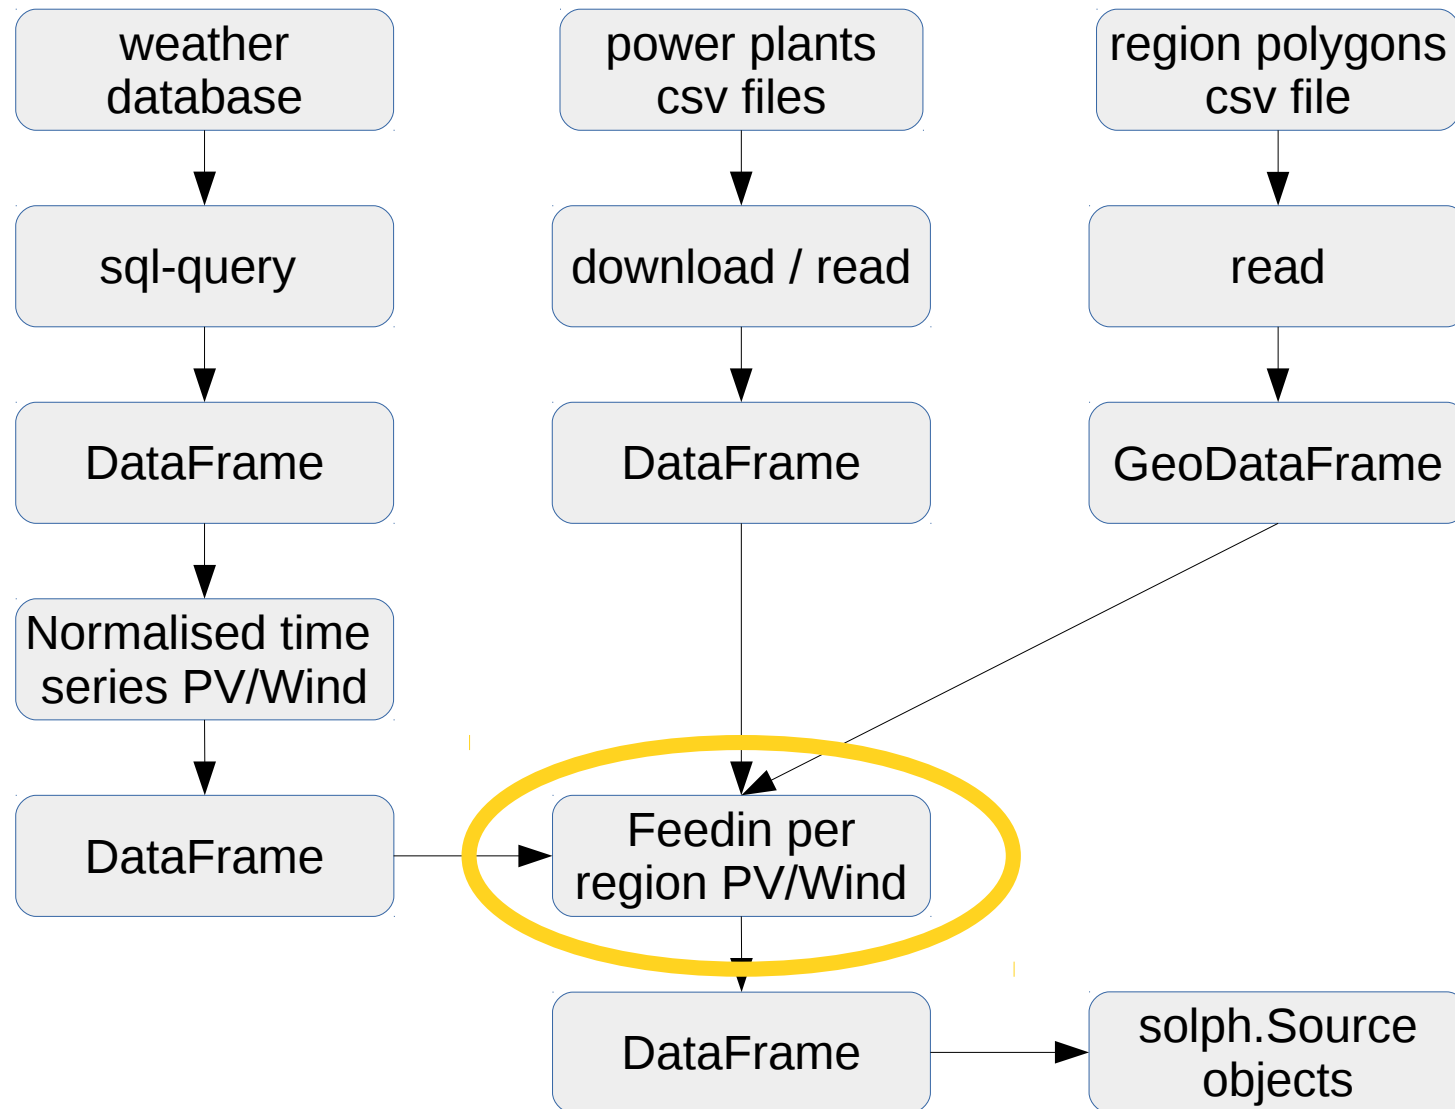 weather
database
power plants
csv files
region polygons
csv file
sql-query
download / read
read
DataFrame
DataFrame
GeoDataFrame
Normalised time
series PV/Wind
DataFrame
Feedin per
region PV/Wind
DataFrame
solph.Source
objects